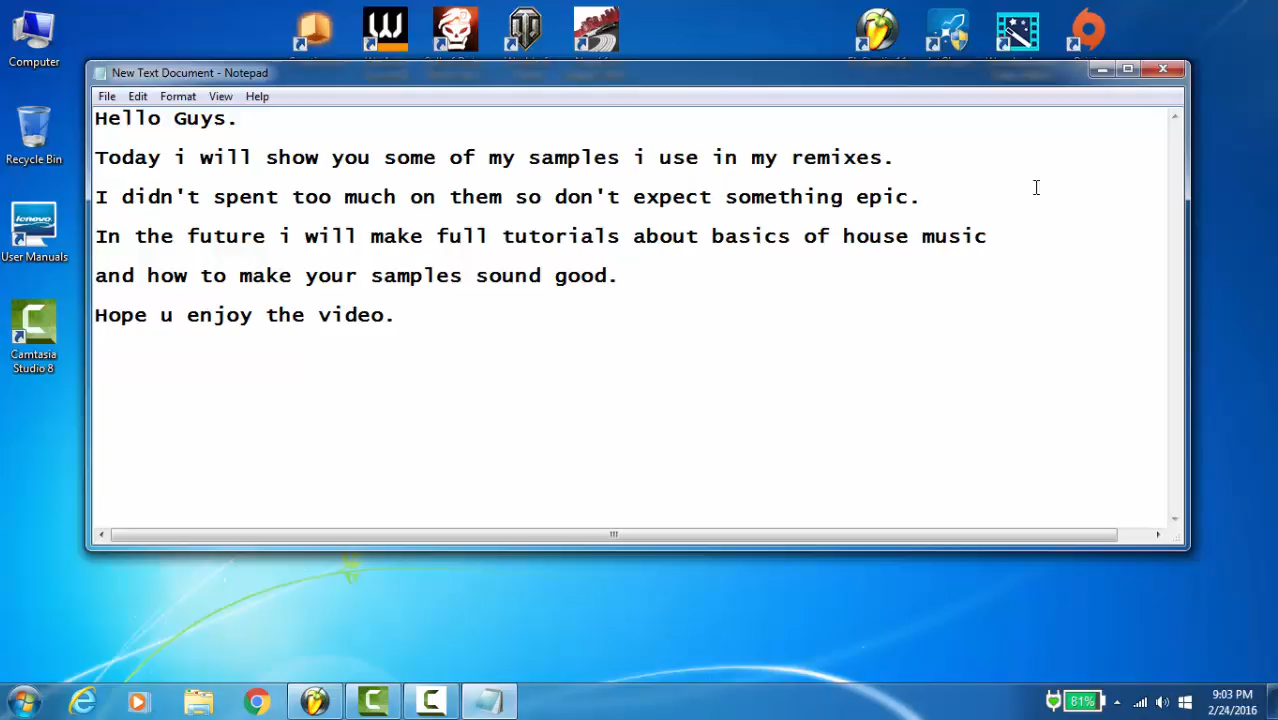 Computer
Recycle Bin
lenovo
User Manuals
Camtasia
Studio 8
New Text Document - Notepad
File Edit Format View Help
Hello Guys.
Today i will show you some of my samples i use in my remixes.
I didn't spent too much on them so don't expect something epic.
In the future i will make full tutorials about basics of house music
and how to make your samples sound good.
Hope u enjoy the video.
81%
9:03 PM
2/24/2016